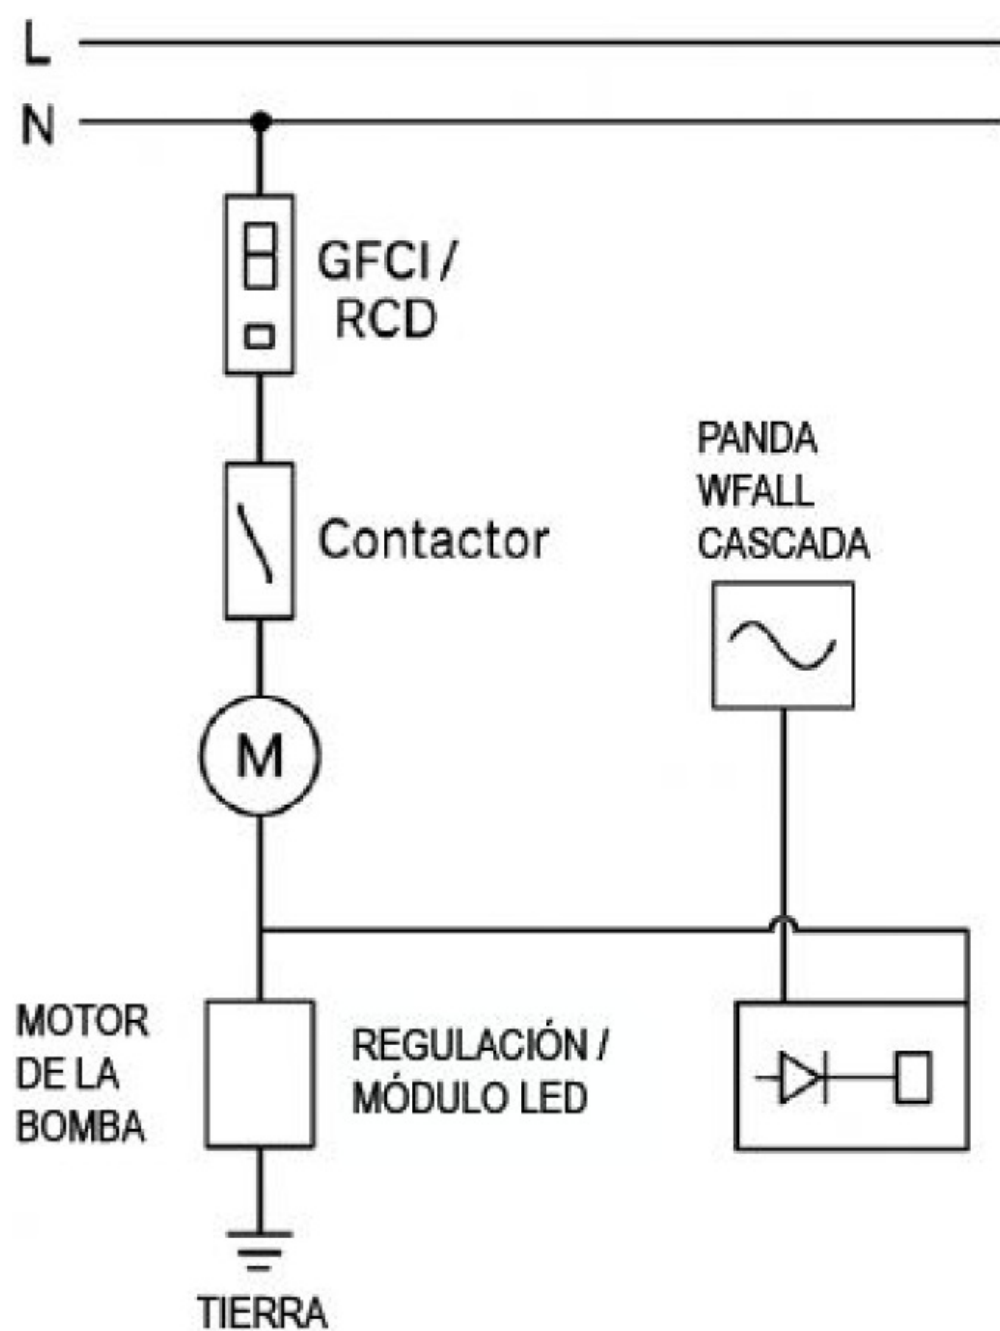 L
N
GFCI /
RCD
PANDA
WFALL
CASCADA
Contactor
M
MOTOR
DE LA
BOMBA
REGULACIÓN /
MÓDULO LED
TIERRA